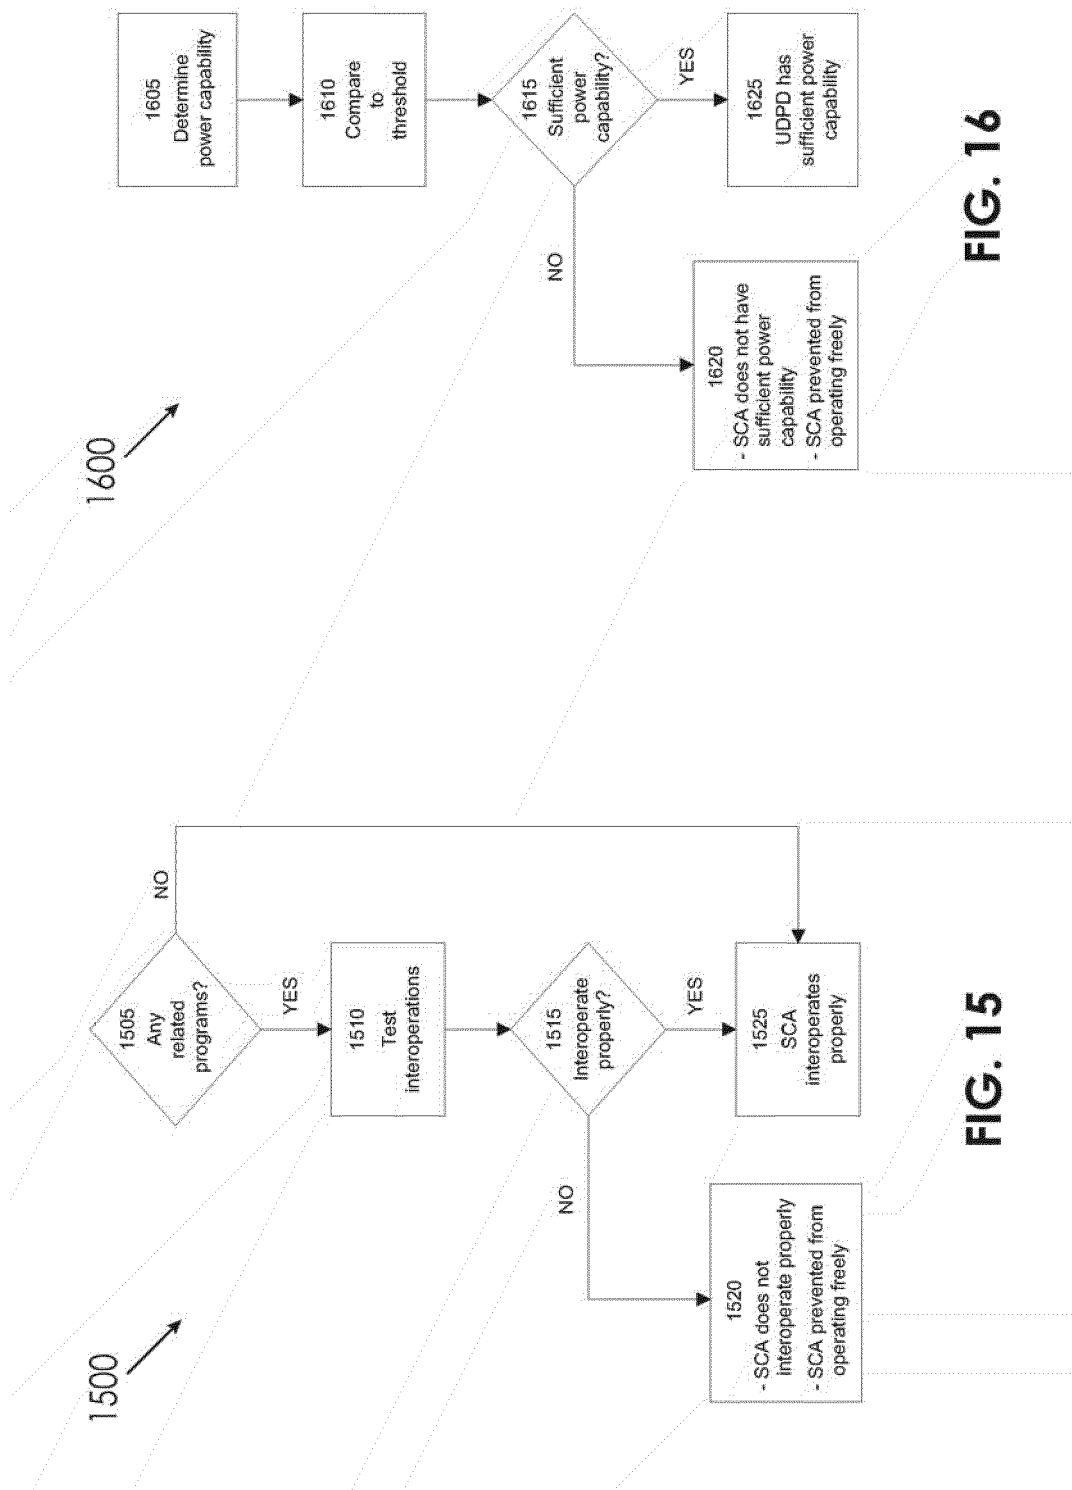 1500
1505
Any
related
programs?
NO
YES
1510
Test
interoperations
1515
Interoperate
properly?
NO
YES
1520
- SCA does not
interoperate properly
- SCA prevented from
operating freely
1525
SCA
interoperates
properly
FIG. 15
1600
1605
Determine
power capability
1610
Compare
to
threshold
1615
Sufficient
power
capability?
NO
YES
1620
- SCA does not have
sufficient power
capability
- SCA prevented from
operating freely
1625
UDPD has
sufficient power
capability
FIG. 16